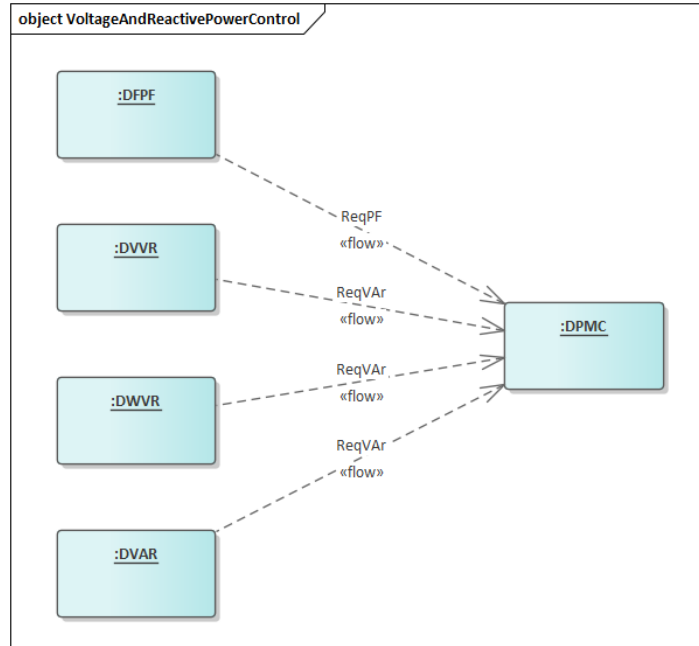 object VoltageAndReactivePowerControl
:DFPF
ReqPF
«flow»
:DVVR
ReqVAr
«flow»
:DPMC
:DWVR
ReqVAr
«flow»
ReqVAr
«flow»
:DVAR